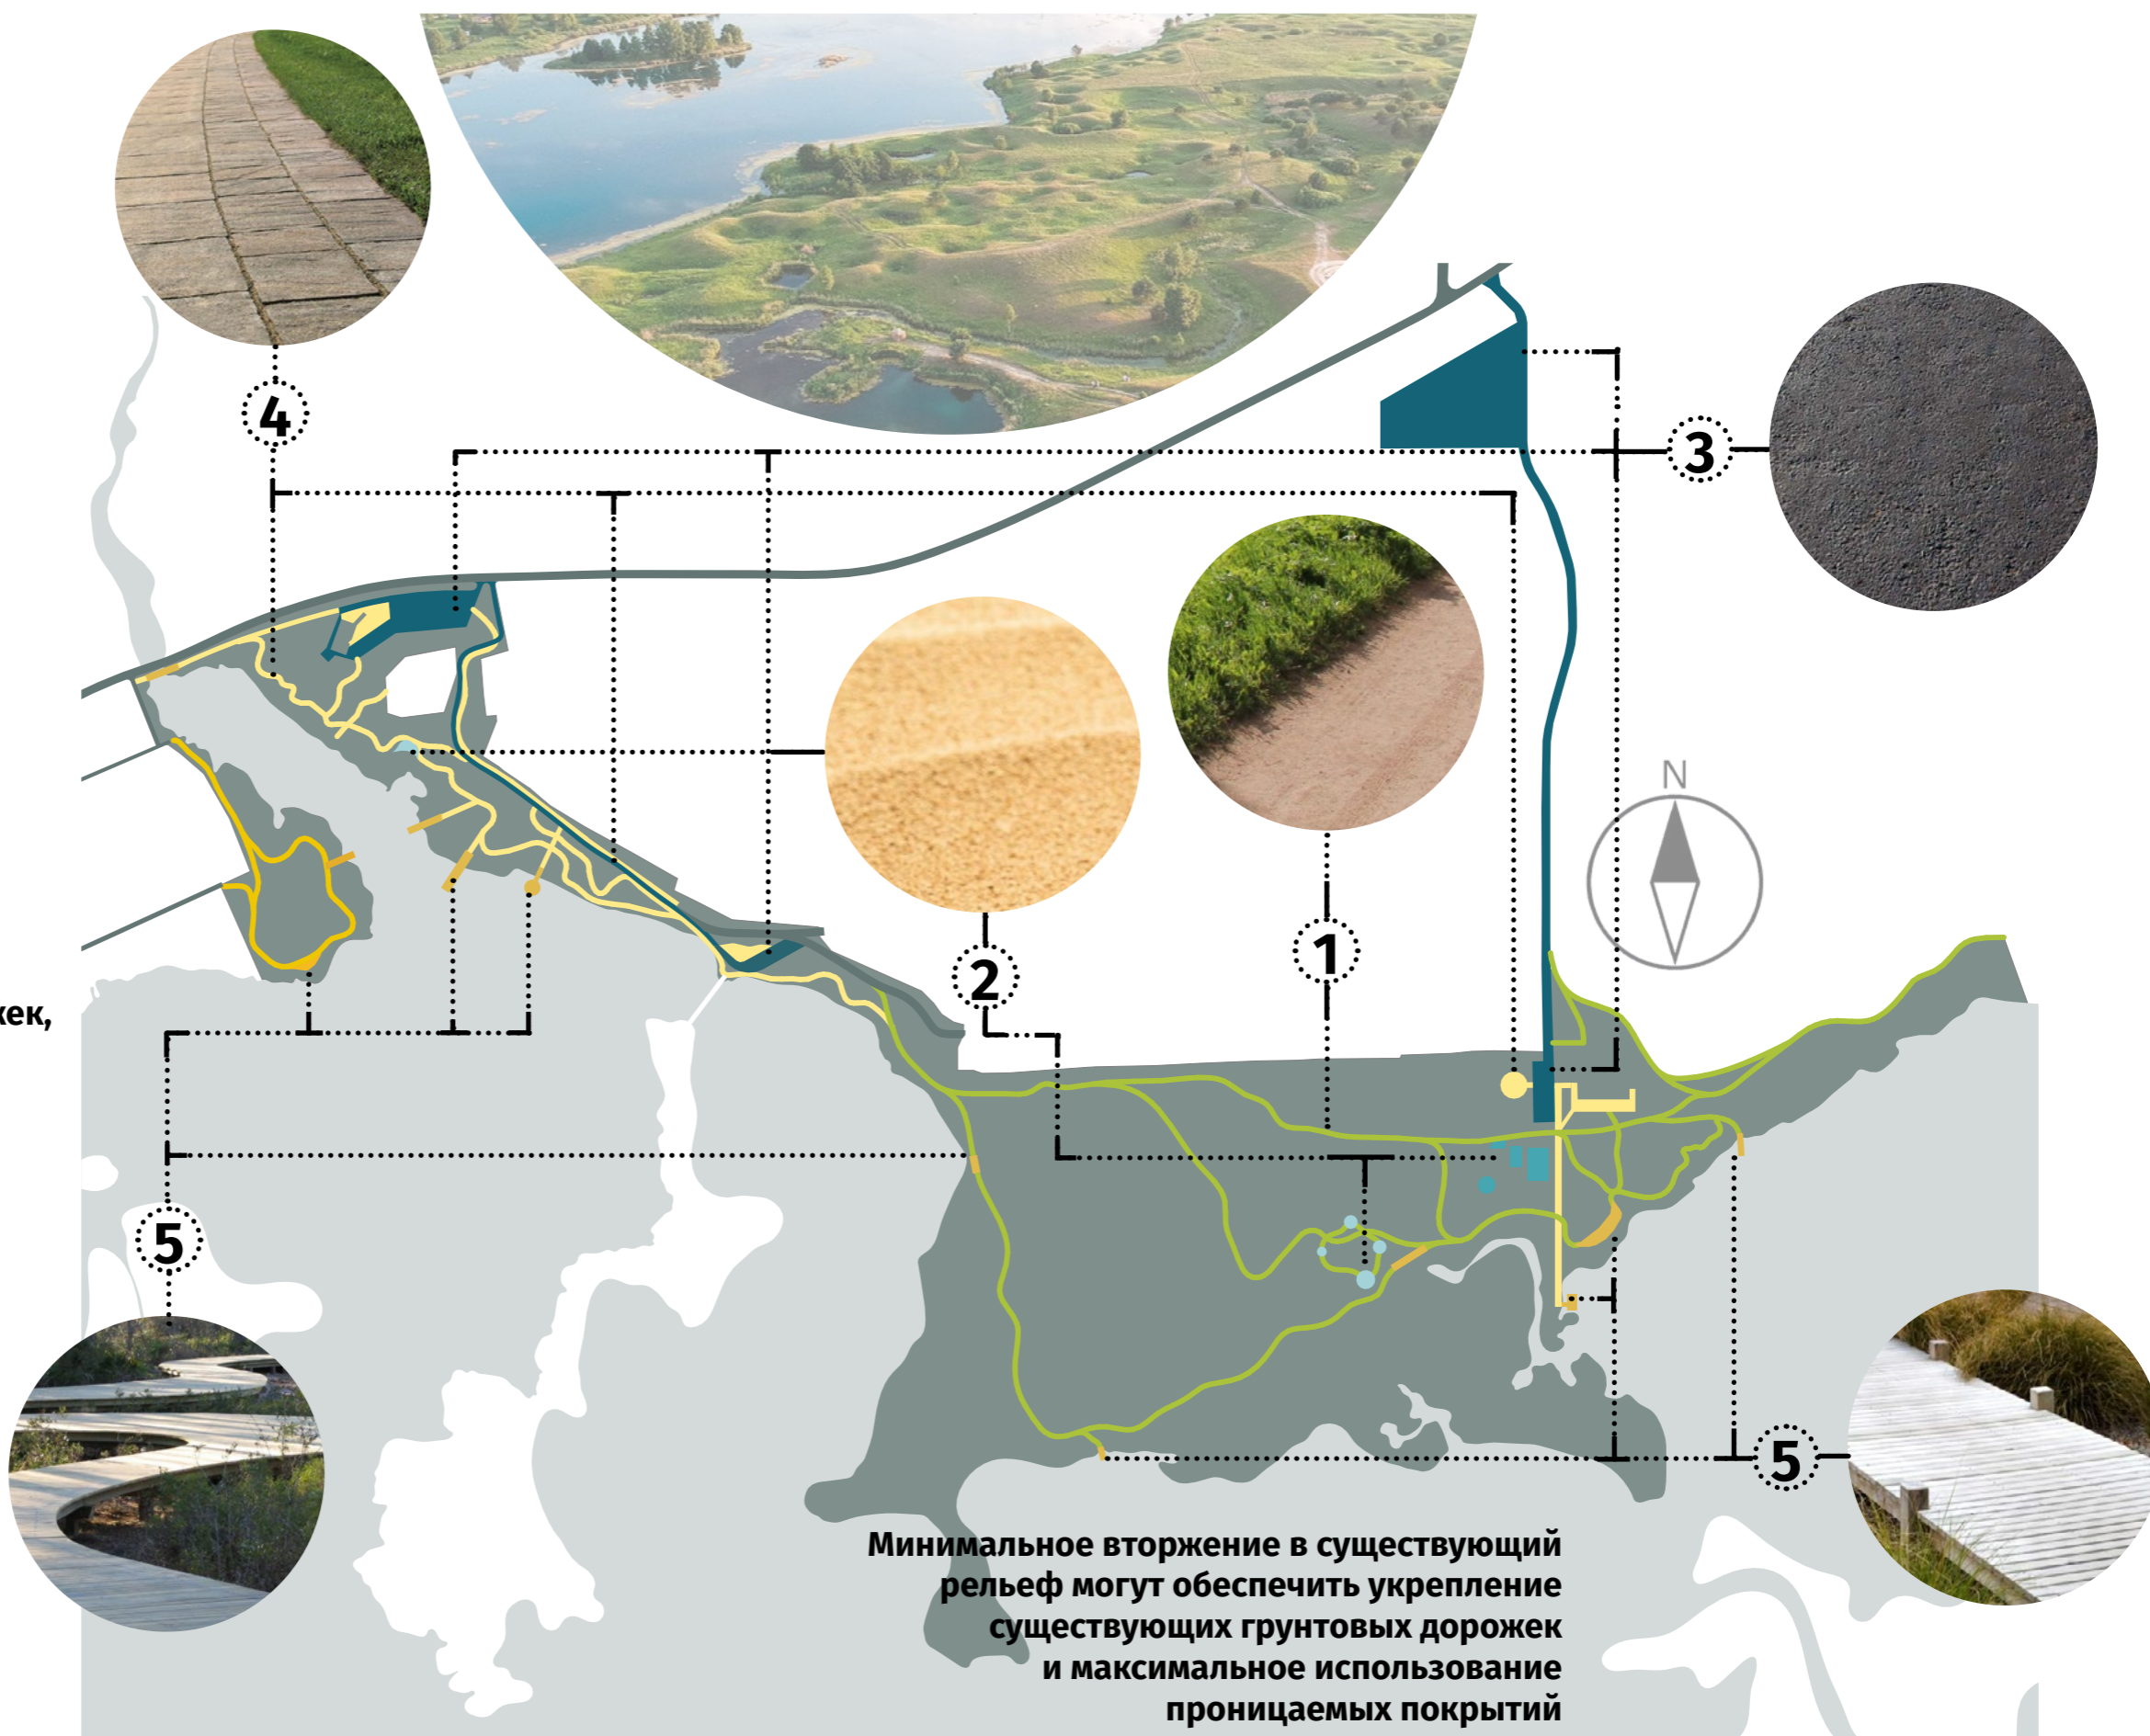 4
3
N
2
1
жек,
5
5
Минимальное вторжение в существующий
рельеф могут обеспечить укрепление
существующих грунтовых дорожек
и максимальное использование
проницаемых покрытий